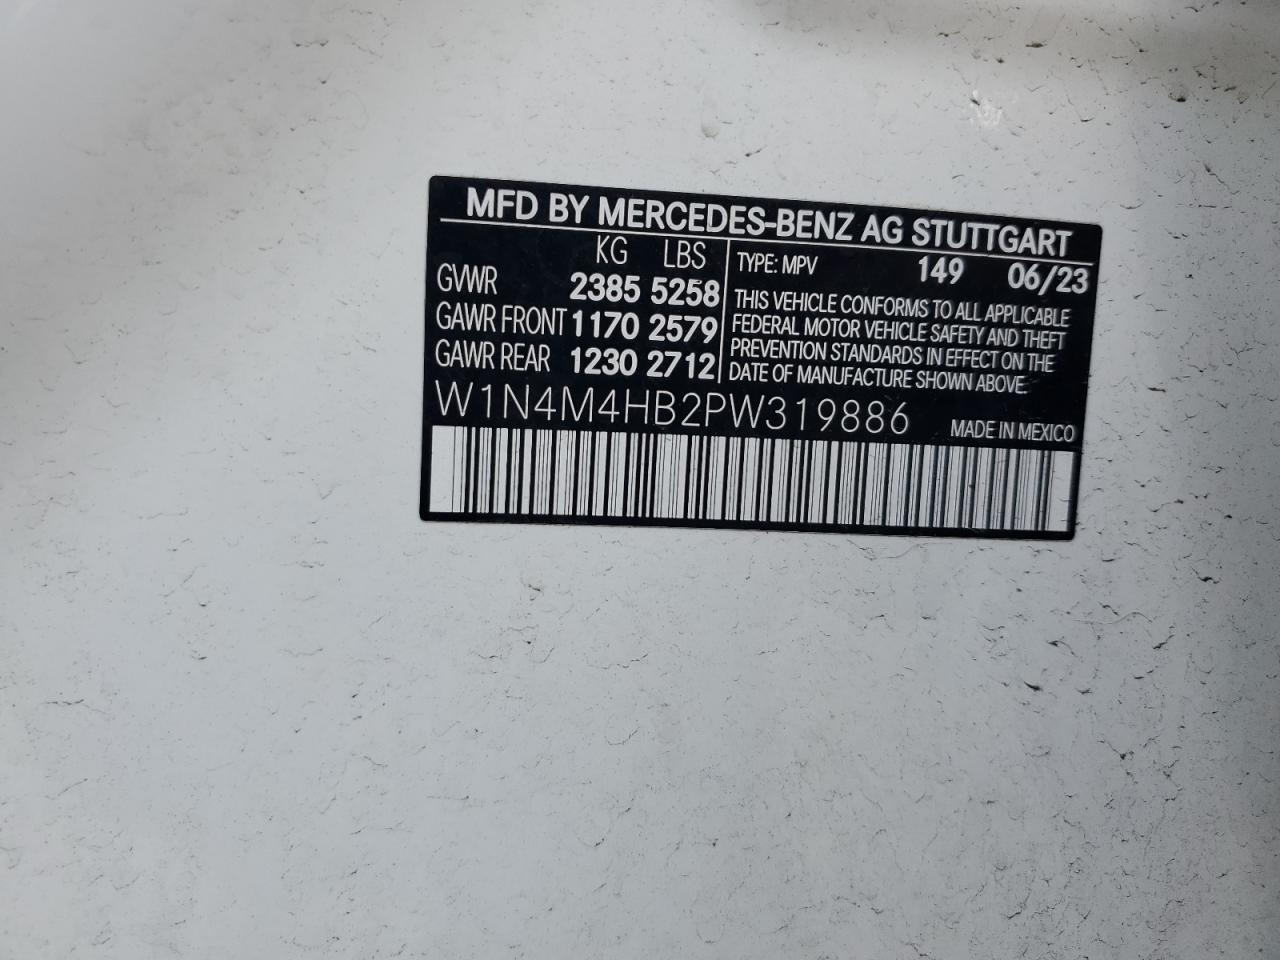 MFD BY MERCEDES-BENZ AG STUTTGART
KG LBS
GVWR 2385 5258
GAWR FRONT 1170 2579
GAWR REAR 1230 2712
TYPE: MPV 149 06/23
THIS VEHICLE CONFORMS TO ALL APPLICABLE
FEDERAL MOTOR VEHICLE SAFETY AND THEFT
PREVENTION STANDARDS IN EFFECT ON THE
DATE OF MANUFACTURE SHOWN ABOVE.
W1N4M4HB2PW319886
MADE IN MEXICO